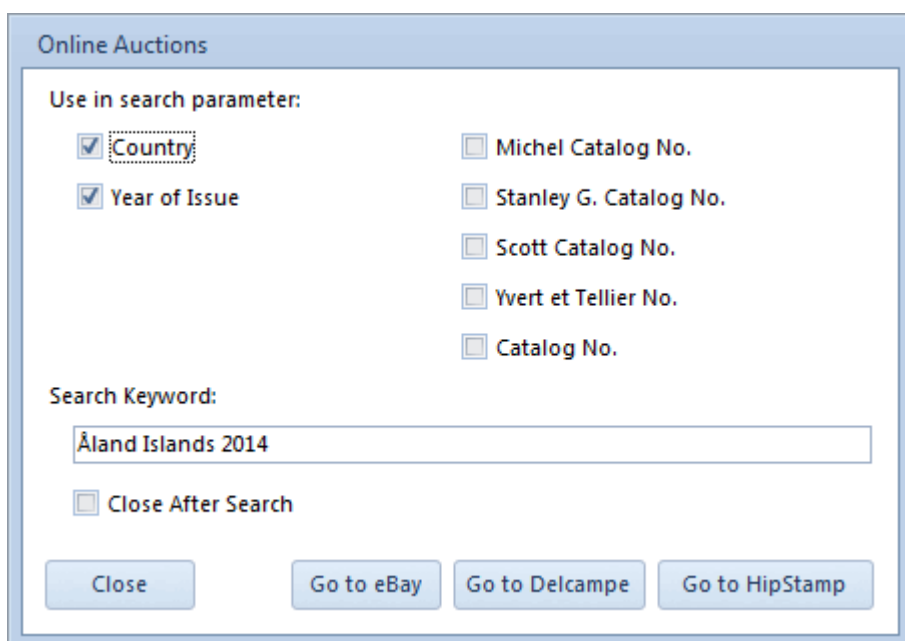 Online Auctions
Use in search parameter:
Country
Year of Issue
Michel Catalog No.
Stanley G. Catalog No.
Scott Catalog No.
Yvert et Tellier No.
Catalog No.
Search Keyword:
Åland Islands 2014
Close After Search
Close
Go to eBay
Go to Delcampe
Go to HipStamp